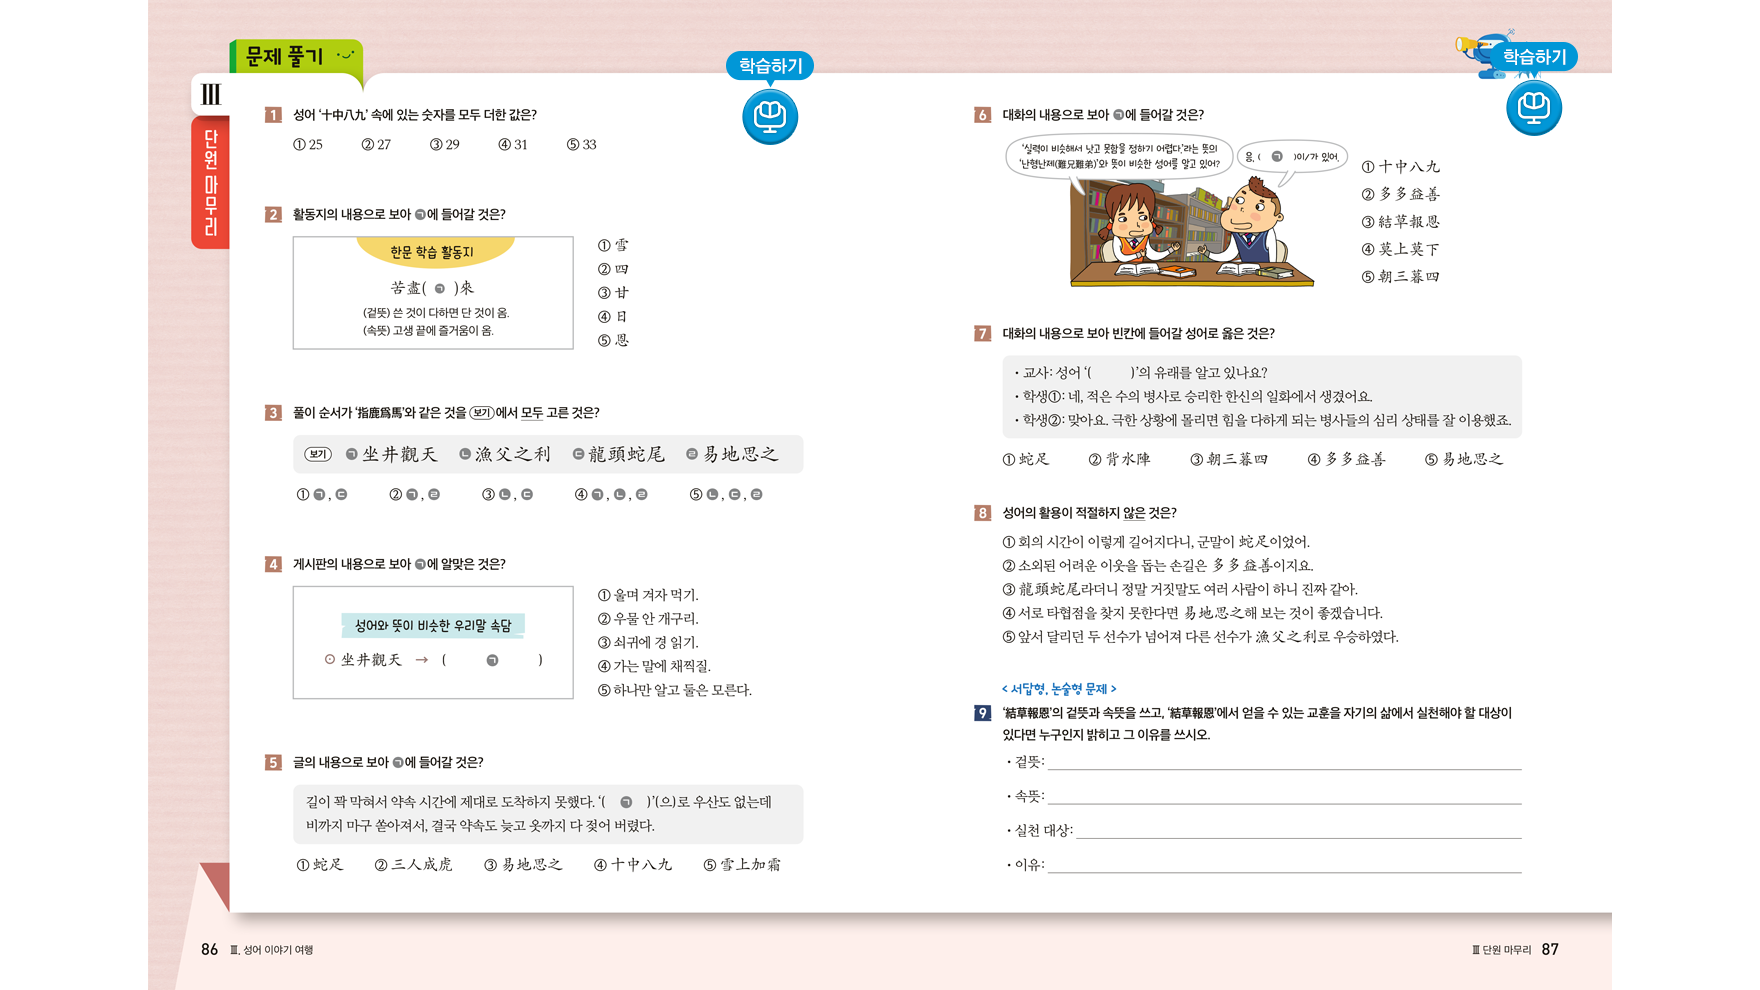 문제 풀기
학습하기
Ⅲ
단원 마무리
1 성어 ‘十中八九’ 속에 있는 숫자를 모두 더한 값은?
① 25 ② 27 ③ 29 ④ 31 ⑤ 33
2 활동지의 내용으로 보아 ㉠에 들어갈 것은?
한문 학습 활동지
苦盡( ㉠ )來
(겉뜻) 쓴 것이 다하면 단 것이 옴.
(속뜻) 고생 끝에 즐거움이 옴.
① 雪
② 四
③ 甘
④ 日
⑤ 恩
3 풀이 순서가 ‘指鹿爲馬’와 같은 것을 보기에서 모두 고른 것은?
보기 ㉠ 坐井觀天 ㉡ 漁父之利 ㉢ 龍頭蛇尾 ㉣ 易地思之
① ㉠, ㉢ ② ㉠, ㉣ ③ ㉡, ㉢ ④ ㉠, ㉡, ㉣ ⑤ ㉡, ㉢, ㉣
4 게시판의 내용으로 보아 ㉠에 알맞은 것은?
성어와 뜻이 비슷한 우리말 속담
⊙ 坐井觀天 → ( ㉠ )
① 울며 겨자 먹기.
② 우물 안 개구리.
③ 쇠귀에 경 읽기.
④ 가는 말에 채찍질.
⑤ 하나만 알고 둘은 모른다.
5 글의 내용으로 보아 ㉠에 들어갈 것은?
길이 꽉 막혀서 약속 시간에 제대로 도착하지 못했다. ‘( ㉠ )’(으)로 우산도 없는데
비까지 마구 쏟아져서, 결국 약속도 늦고 옷까지 다 젖어 버렸다.
① 蛇足 ② 三人成虎 ③ 易地思之 ④ 十中八九 ⑤ 雪上加霜
86 Ⅲ. 성어 이야기 여행
학습하기
6 대화의 내용으로 보아 ㉠에 들어갈 것은?
‘실력이 비슷해서 낫고 못함을 정하기 어렵다.’라는 뜻의
‘난형난제(難兄難弟)’와 뜻이 비슷한 성어를 알고 있어?
응, ( ㉠ )이/가 있어.
① 十中八九
② 多多益善
③ 結草報恩
④ 莫上莫下
⑤ 朝三暮四
7 대화의 내용으로 보아 빈칸에 들어갈 성어로 옳은 것은?
• 교사: 성어 ‘( )’의 유래를 알고 있나요?
• 학생①: 네, 적은 수의 병사로 승리한 한신의 일화에서 생겼어요.
• 학생②: 맞아요. 극한 상황에 몰리면 힘을 다하게 되는 병사들의 심리 상태를 잘 이용했죠.
① 蛇足 ② 背水陣 ③ 朝三暮四 ④ 多多益善 ⑤ 易地思之
8 성어의 활용이 적절하지 않은 것은?
① 회의 시간이 이렇게 길어지다니, 군말이 蛇足이었어.
② 소외된 어려운 이웃을 돕는 손길은 多多益善이지요.
③ 龍頭蛇尾라더니 정말 거짓말도 여러 사람이 하니 진짜 같아.
④ 서로 타협점을 찾지 못한다면 易地思之해 보는 것이 좋겠습니다.
⑤ 앞서 달리던 두 선수가 넘어져 다른 선수가 漁父之利로 우승하였다.
< 서답형, 논술형 문제 >
9 ‘結草報恩’의 겉뜻과 속뜻을 쓰고, ‘結草報恩’에서 얻을 수 있는 교훈을 자기의 삶에서 실천해야 할 대상이
있다면 누구인지 밝히고 그 이유를 쓰시오.
• 겉뜻:
• 속뜻:
• 실천 대상:
• 이유:
Ⅲ 단원 마무리 87